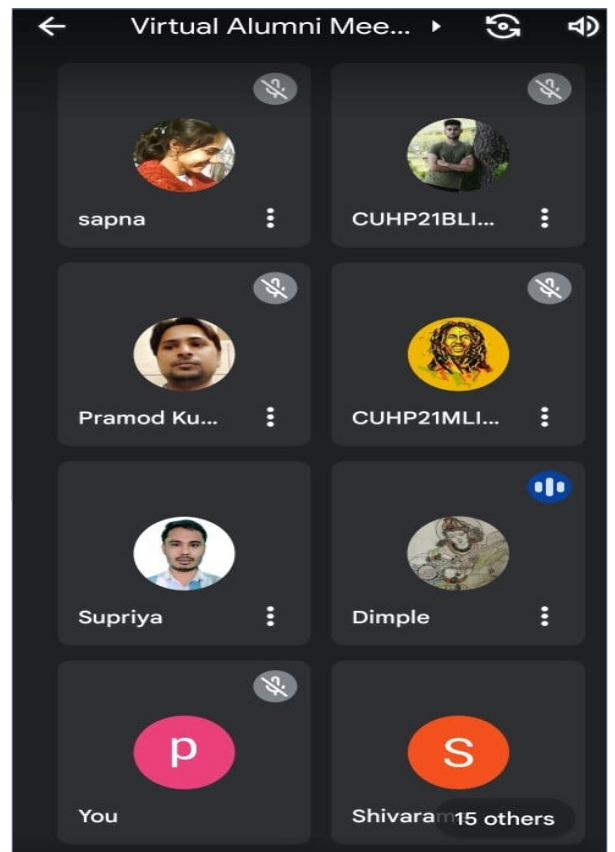 Virtual Alumni Mee...
sapna
CUHP21BLI...
Pramod Ku...
CUHP21MLI...
Supriya
Dimple
p
S
You
Shivaram
15 others